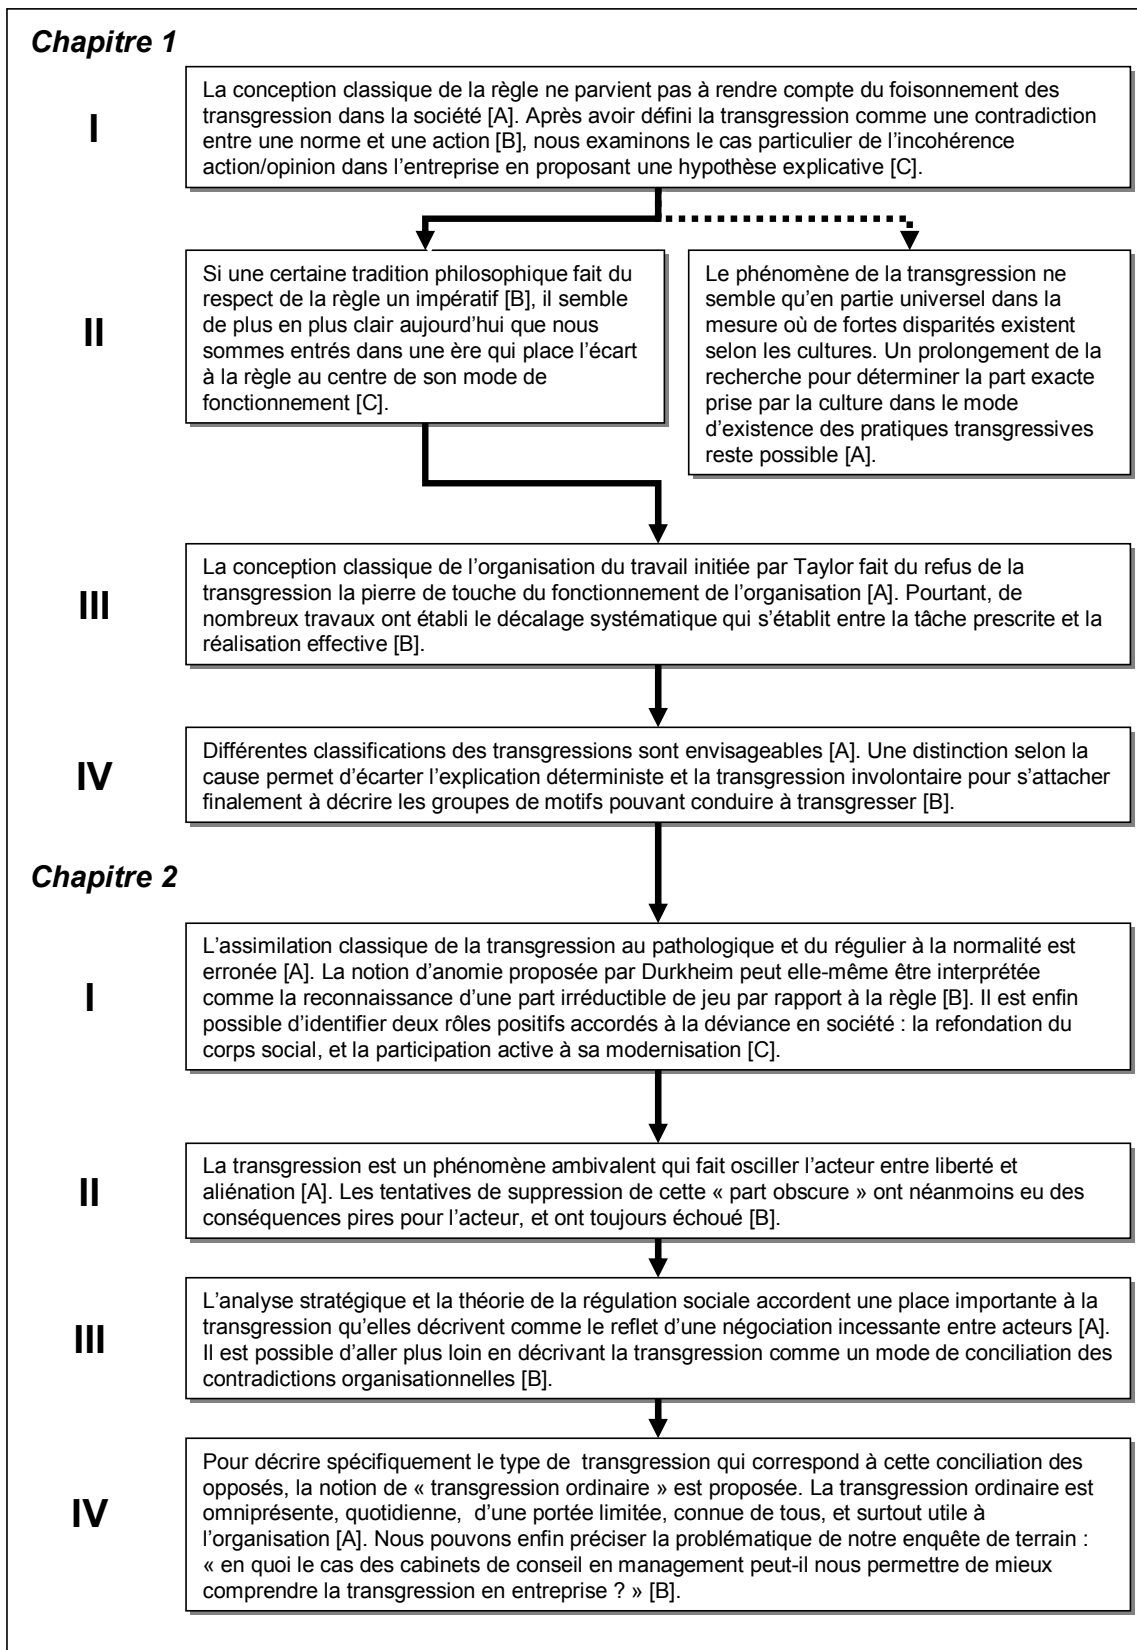 Chapitre 1
I
La conception classique de la règle ne parvient pas à rendre compte du foisonnement des
transgression dans la société [A]. Après avoir défini la transgression comme une contradiction
entre une norme et une action [B], nous examinons le cas particulier de l'incohérence
action/opinion dans l'entreprise en proposant une hypothèse explicative [C].
II
Si une certaine tradition philosophique fait du
respect de la règle un impératif [B], il semble
de plus en plus clair aujourd'hui que nous
sommes entrés dans une ère qui place l'écart
à la règle au centre de son mode de
fonctionnement [C].
Le phénomène de la transgression ne
semble qu'en partie universel dans la
mesure où de fortes disparités existent
selon les cultures. Un prolongement de la
recherche pour déterminer la part exacte
prise par la culture dans le mode
d'existence des pratiques transgressives
reste possible [A].
III
La conception classique de l'organisation du travail initiée par Taylor fait du refus de la
transgression la pierre de touche du fonctionnement de l'organisation [A]. Pourtant, de
nombreux travaux ont établi le décalage systématique qui s'établit entre la tâche prescrite et la
réalisation effective [B].
IV
Différentes classifications des transgressions sont envisageables [A]. Une distinction selon la
cause permet d'écarter l'explication déterministe et la transgression involontaire pour s'attacher
finalement à décrire les groupes de motifs pouvant conduire à transgresser [B].
Chapitre 2
I
L'assimilation classique de la transgression au pathologique et du régulier à la normalité est
erronée [A]. La notion d'anomie proposée par Durkheim peut elle-même être interprétée
comme la reconnaissance d'une part irréductible de jeu par rapport à la règle [B]. Il est enfin
possible d'identifier deux rôles positifs accordés à la déviance en société : la refondation du
corps social, et la participation active à sa modernisation [C].
II
La transgression est un phénomène ambivalent qui fait osciller l'acteur entre liberté et
aliénation [A]. Les tentatives de suppression de cette « part obscure » ont néanmoins eu des
conséquences pires pour l'acteur, et ont toujours échoué [B].
III
L'analyse stratégique et la théorie de la régulation sociale accordent une place importante à la
transgression qu'elles décrivent comme le reflet d'une négociation incessante entre acteurs [A].
Il est possible d'aller plus loin en décrivant la transgression comme un mode de conciliation des
contradictions organisationnelles [B].
IV
Pour décrire spécifiquement le type de transgression qui correspond à cette conciliation des
opposés, la notion de « transgression ordinaire » est proposée. La transgression ordinaire est
omniprésente, quotidienne, d'une portée limitée, connue de tous, et surtout utile à
l'organisation [A]. Nous pouvons enfin préciser la problématique de notre enquête de terrain :
« en quoi le cas des cabinets de conseil en management peut-il nous permettre de mieux
comprendre la transgression en entreprise ? » [B].